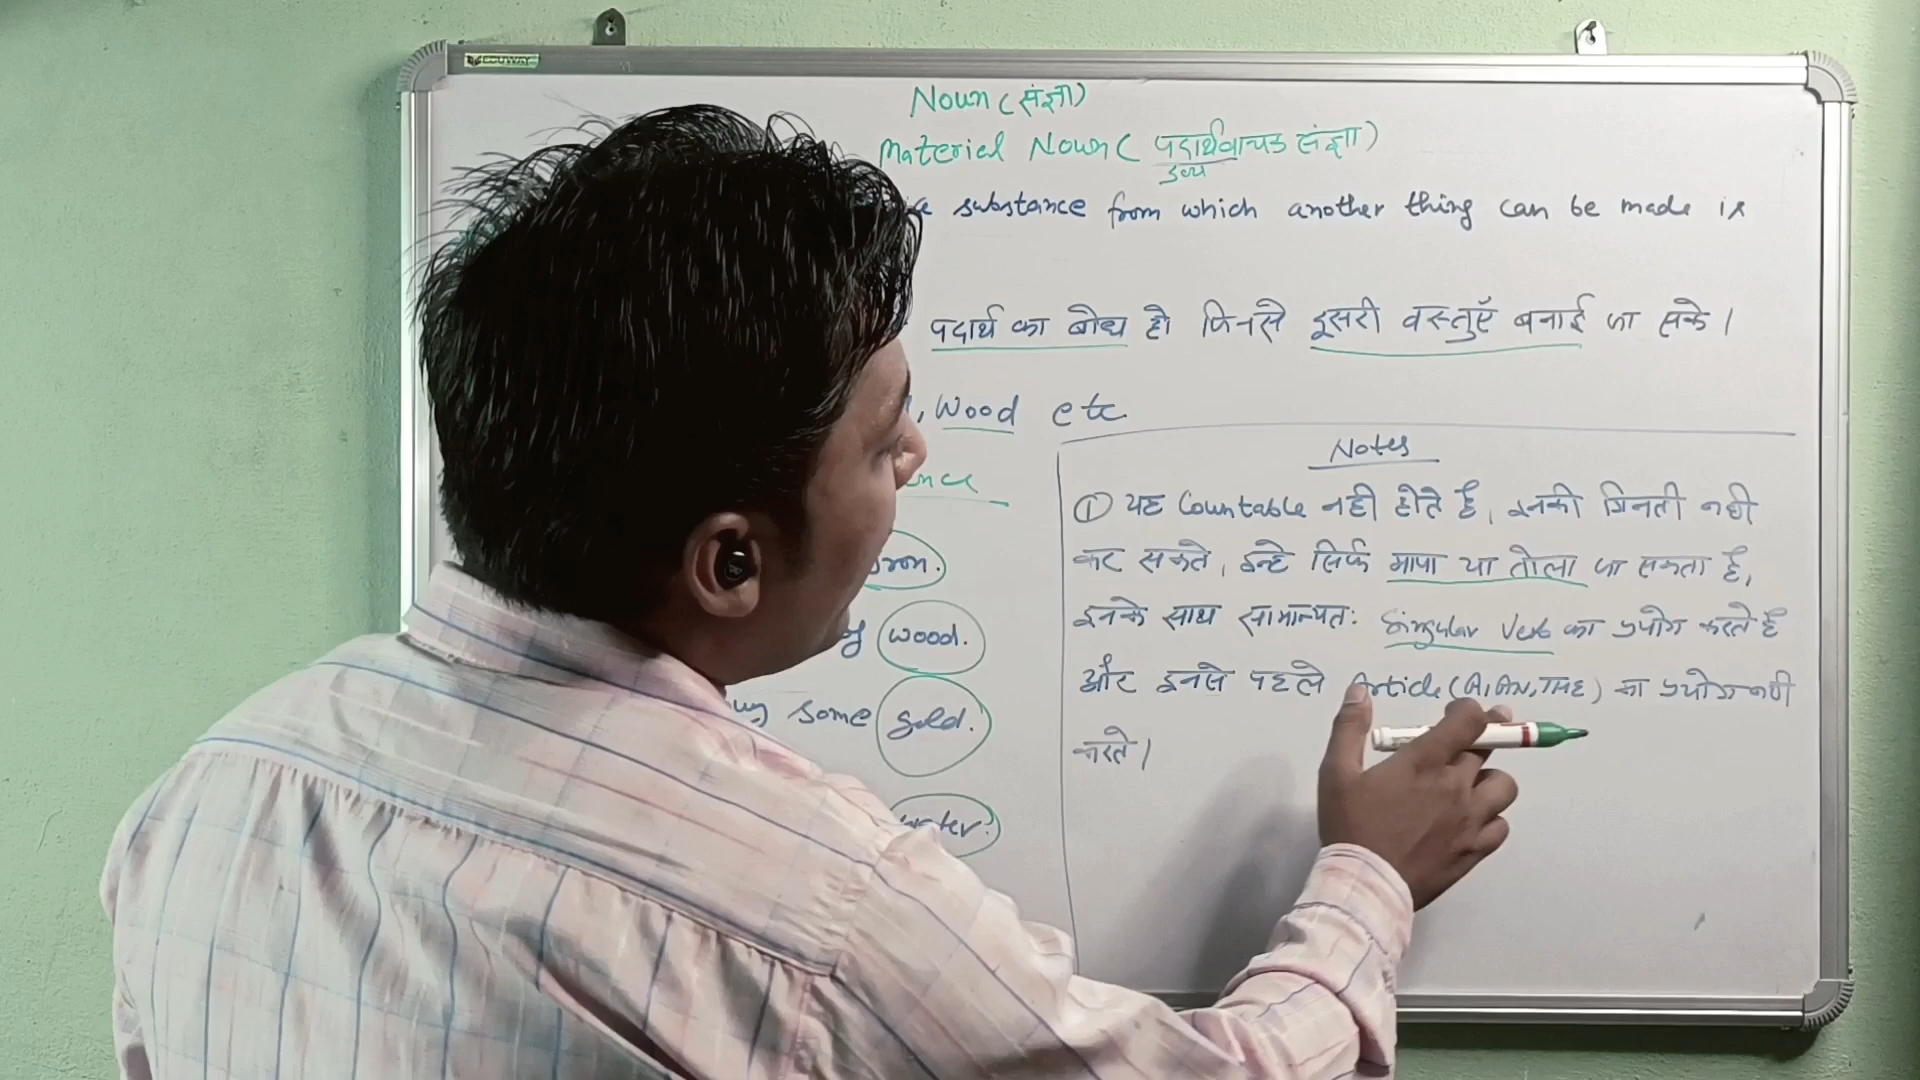 EDUWAY
Noun (संज्ञा)
Material Noun (पदार्थवाचक संज्ञा)
द्रव्य
substance from which another thing can be made is
पदार्थ का बोध हो जिनसे दूसरी वस्तुएँ बनाई जा सके।
, Wood etc
Notes
① यह Countable नही होते है, इनकी गिनती नही
कर सकते, इन्हे सिर्फ मापा या तोला जा सकता है,
इनके साथ सामान्यतः Singular Verb का प्रयोग करते है
और इनसे पहले Article (A, AN, THE) का प्रयोग नही
करते।
wood.
some gold.
water.